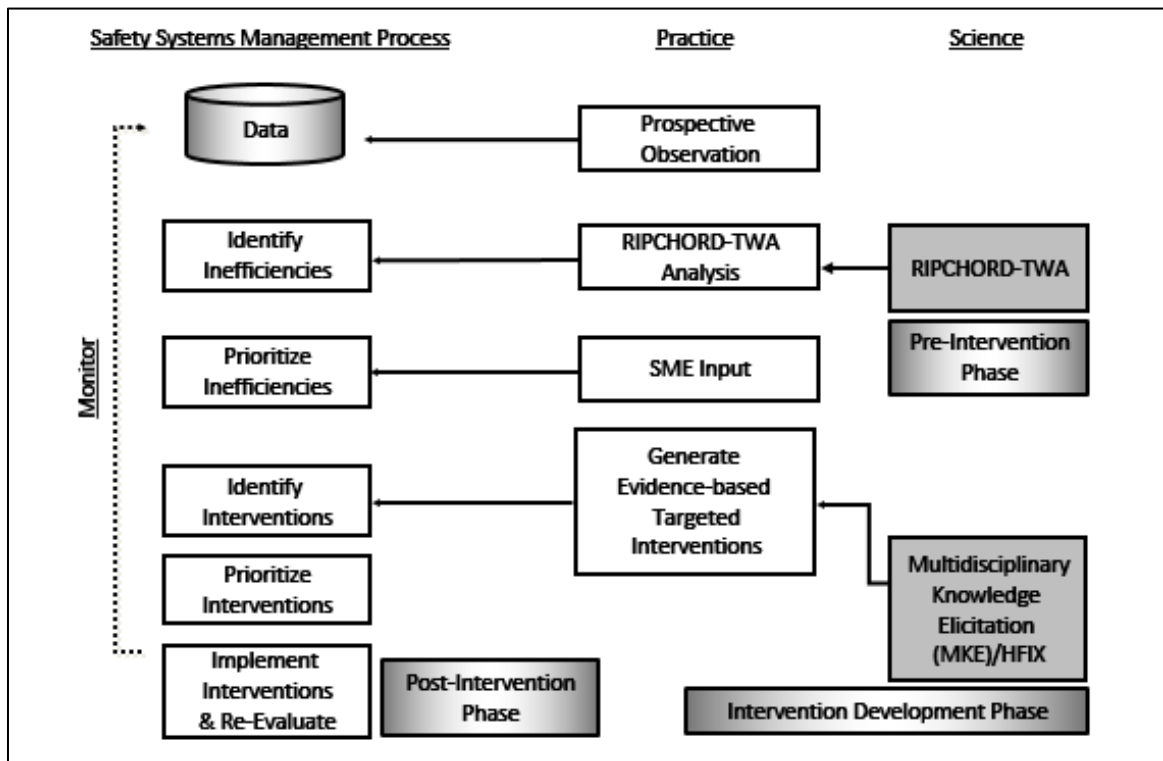 Safety Systems Management Process
Practice
Science
Data
Prospective
Observation
Identify
Inefficiencies
RIPCHORD-TWA
Analysis
RIPCHORD-TWA
Pre-Intervention
Phase
Prioritize
Inefficiencies
SME Input
Monitor
Identify
Interventions
Generate
Evidence-based
Targeted
Interventions
Prioritize
Interventions
Multidisciplinary
Knowledge
Elicitation
(MKE)/HFIX
Implement
Interventions
& Re-Evaluate
Post-Intervention
Phase
Intervention Development Phase